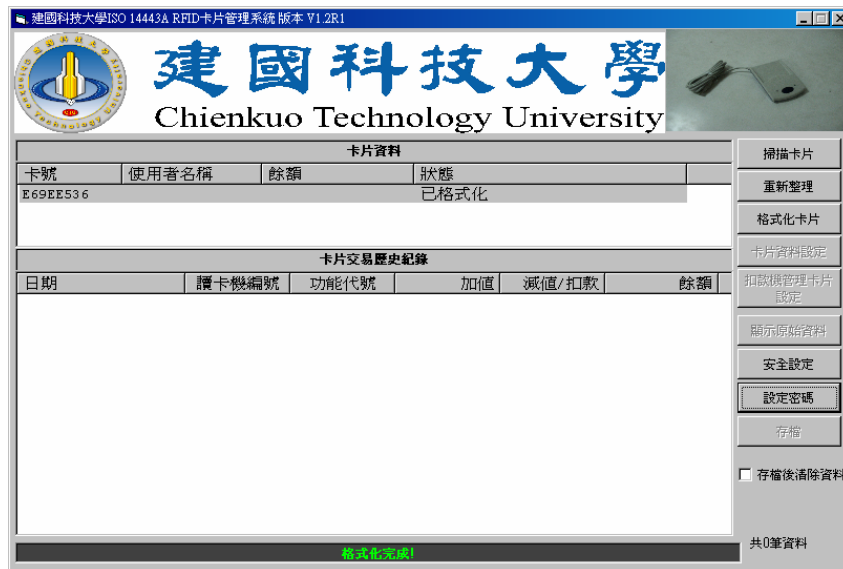 建國科技大學ISO 14443A RFID卡片管理系統 版本 V1.2R1
建國科技大學
Chienkuo Technology University
卡片資料
卡號 使用者名稱 餘額 狀態
E69EE536 已格式化
卡片交易歷史紀錄
日期 讀卡機編號 功能代號 加值 減值/扣款 餘額
掃描卡片
重新整理
格式化卡片
卡片資料設定
扣款機管理卡片
設定
顯示原始資料
安全設定
設定密碼
存檔
存檔後清除資料
共0筆資料
格式化完成!